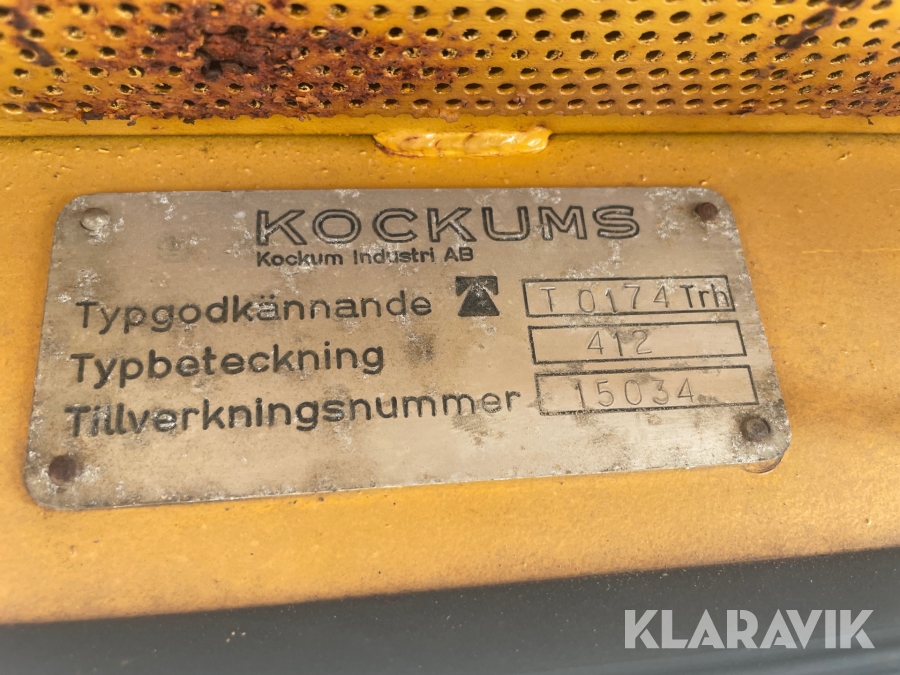 KOCKUMS
Kockum Industri AB
Typgodkännande T 0174 Trh
Typbeteckning 412
Tillverkningsnummer 15034
KLARAVIK